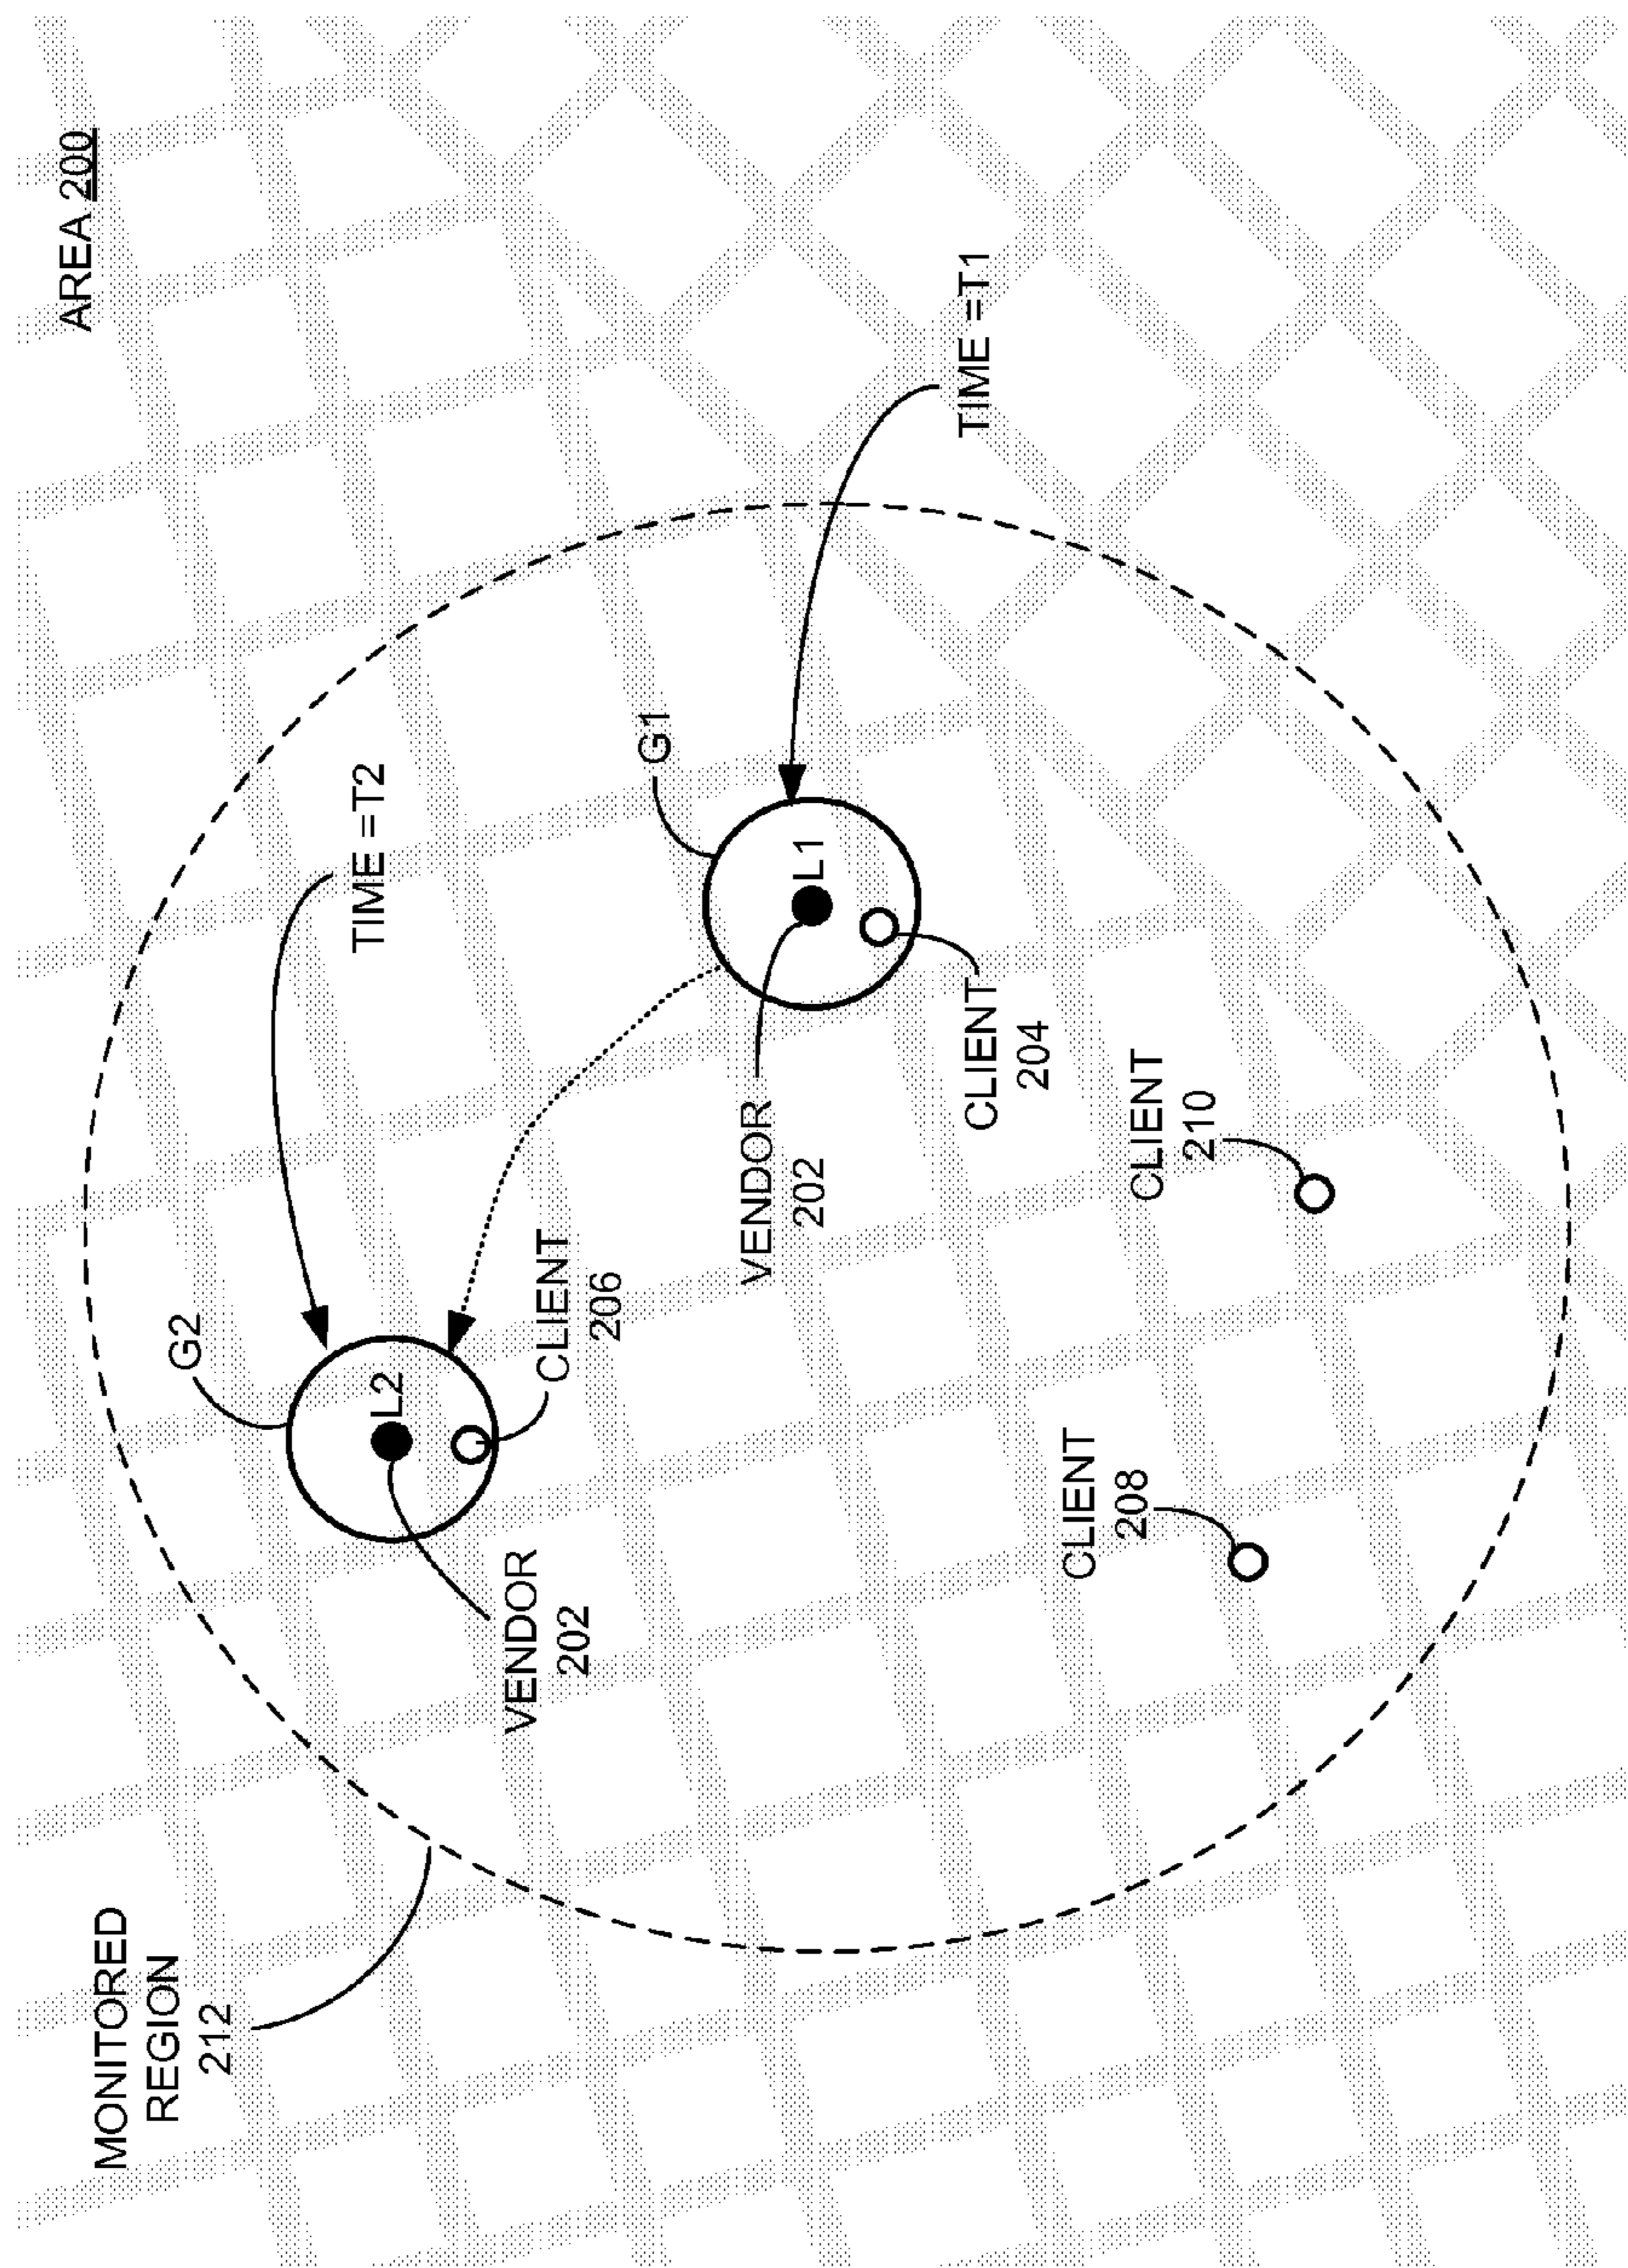 AREA 200
MONITORED
REGION
212
G2
TIME =T2
L2
CLIENT
206
VENDOR
202
G1
TIME =T1
L1
VENDOR
202
CLIENT
204
CLIENT
208
CLIENT
210